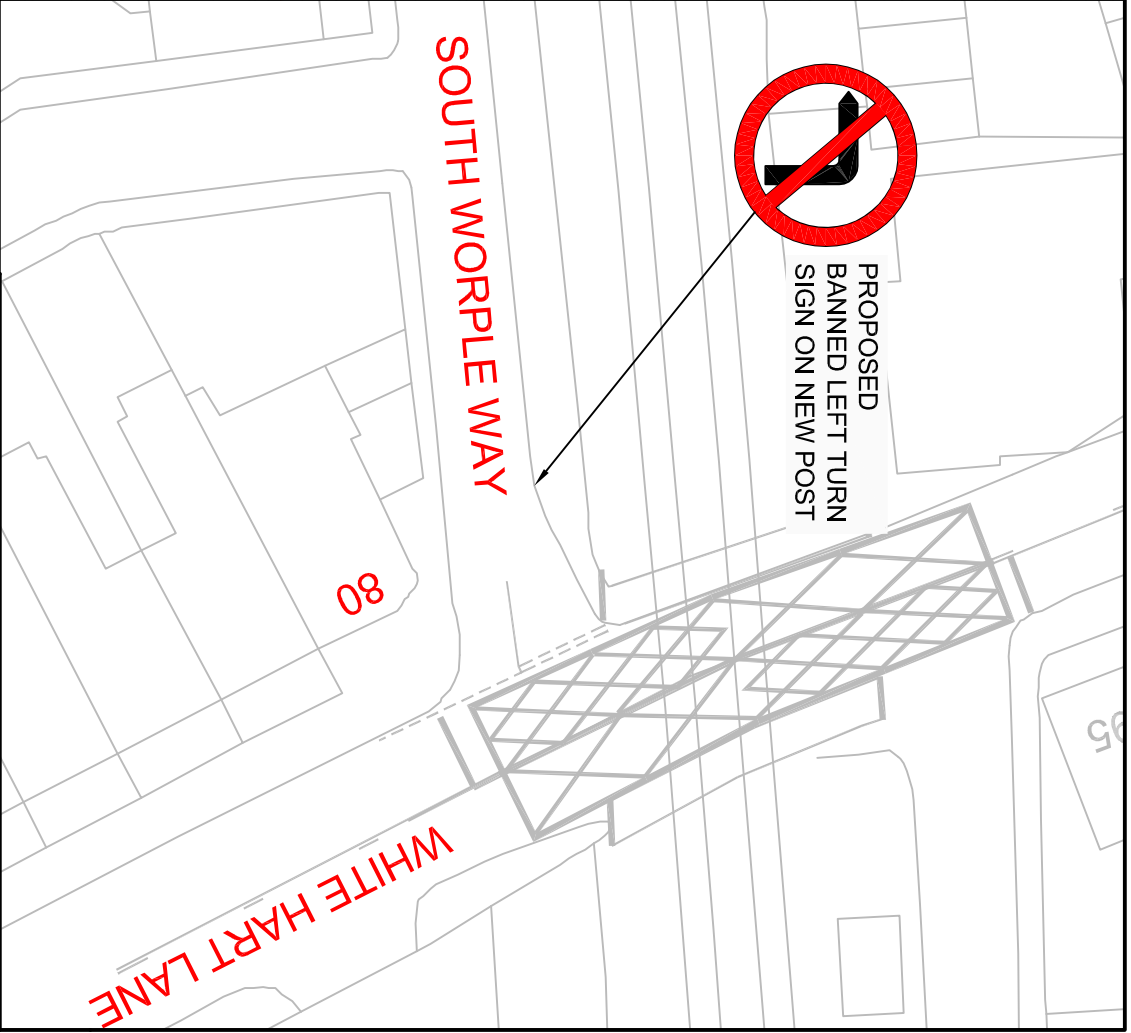 SOUTH WORPLE WAY
PROPOSED
BANNED LEFT TURN
SIGN ON NEW POST
80
95
WHITE HART LANE